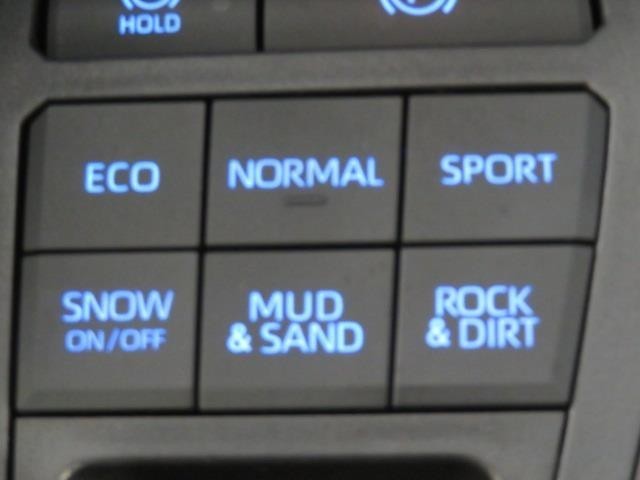 HOLD
ECO NORMAL SPORT
SNOW
ON/OFF
MUD
& SAND
ROCK
& DIRT